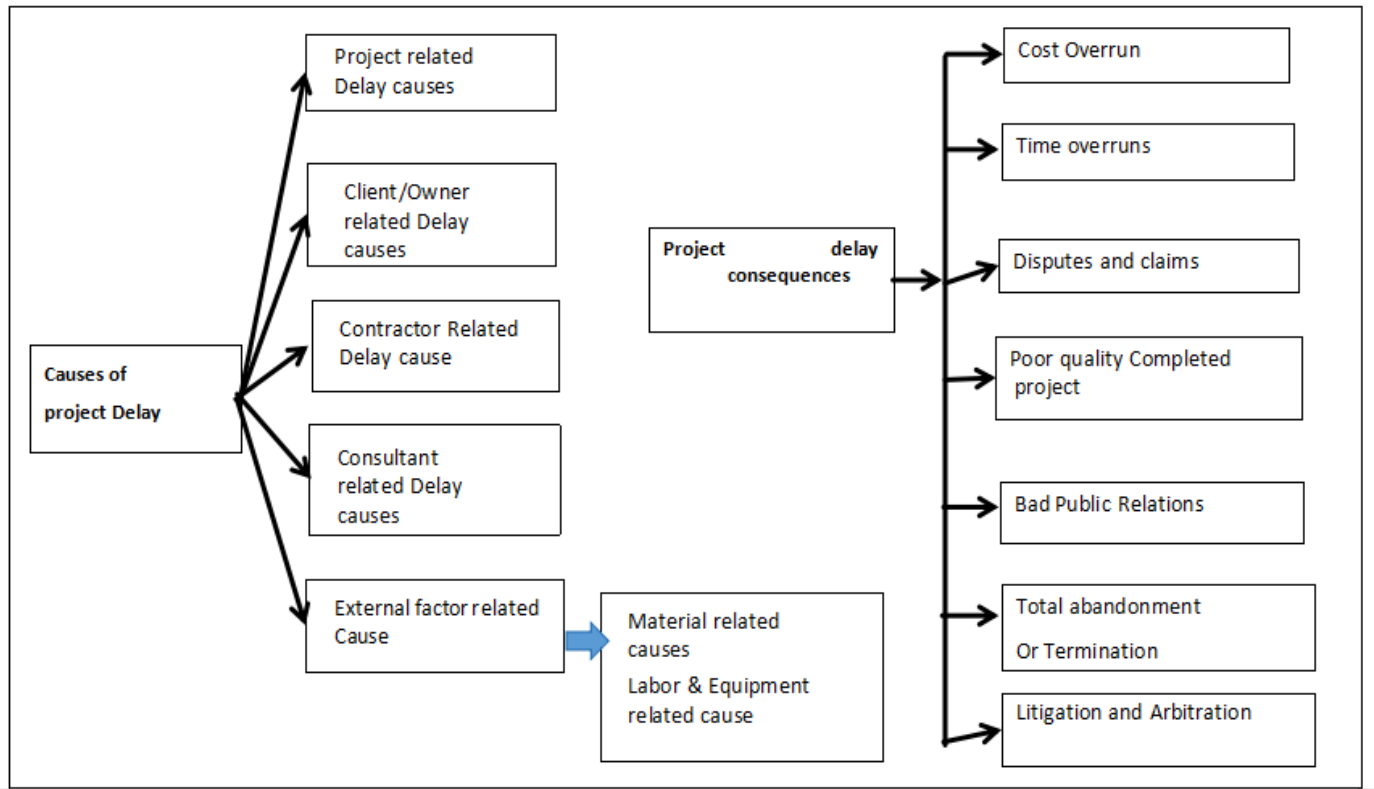 Project related
Delay causes
Client/Owner
related Delay
causes
Contractor Related
Delay cause
Causes of
project Delay
Consultant
related Delay
causes
External factor related
Cause
Material related
causes
Labor & Equipment
related cause
Project delay
consequences
Cost Overrun
Time overruns
Disputes and claims
Poor quality Completed
project
Bad Public Relations
Total abandonment
Or Termination
Litigation and Arbitration